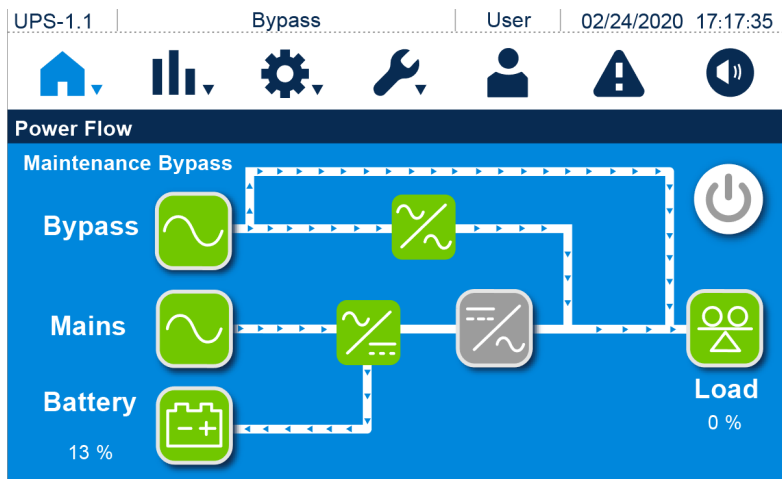 UPS-1.1 Bypass User 02/24/2020 17:17:35
Power Flow
Maintenance Bypass
Bypass
Mains
Battery
13 %
Load
0 %